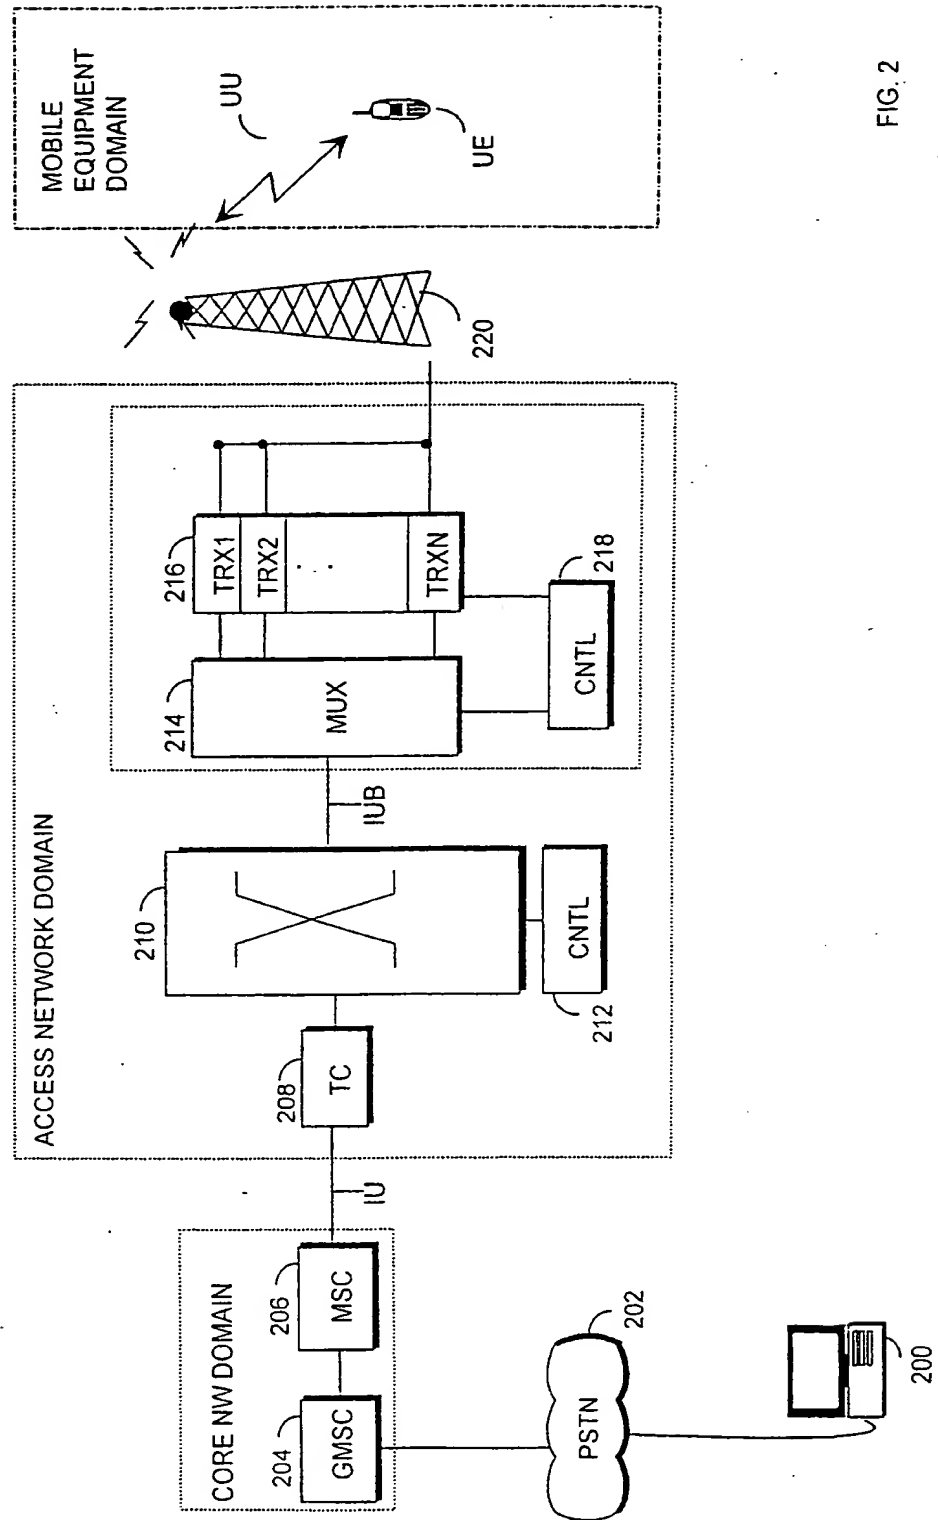 MOBILE
EQUIPMENT
DOMAIN
UU
UE
220
ACCESS NETWORK DOMAIN
216
TRX1
TRX2
. . .
TRXN
218
CNTL
214
MUX
IUB
210
CNTL
212
208
TC
IU
CORE NW DOMAIN
206
MSC
204
GMSC
202
PSTN
200
FIG. 2